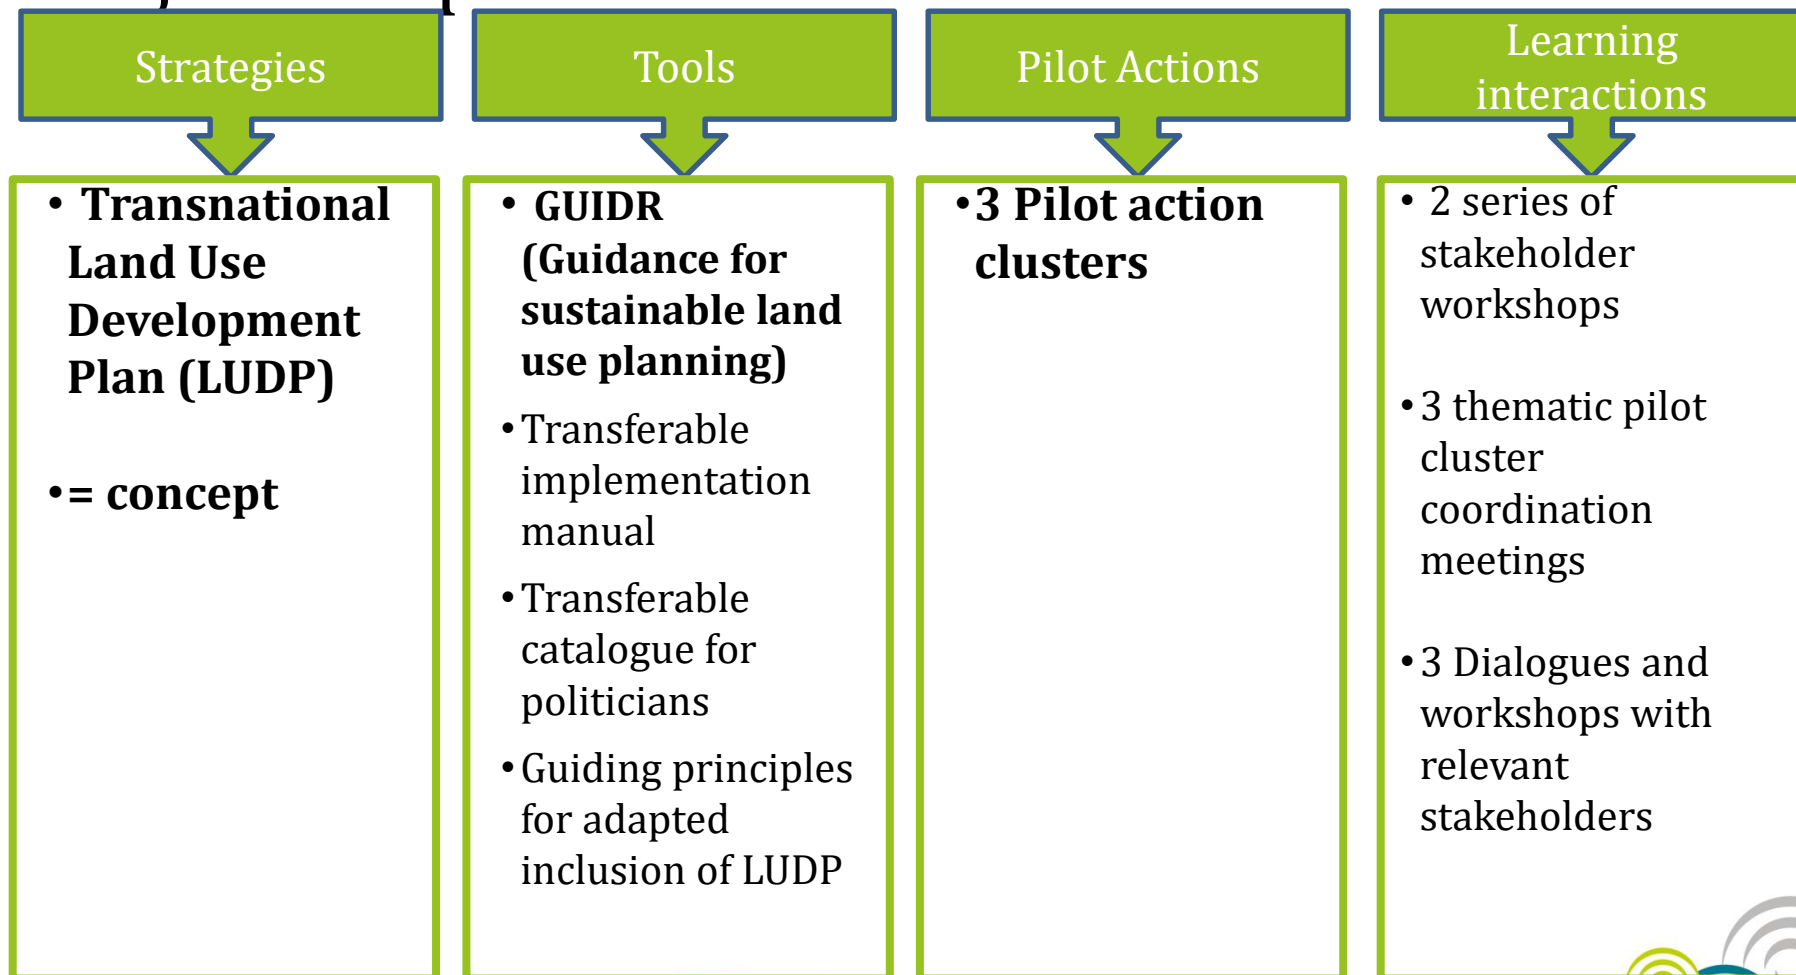 Strategies
Tools
Pilot Actions
Learning
interactions
• Transnational
Land Use
Development
Plan (LUDP)
•= concept
• GUIDR
(Guidance for
sustainable land
use planning)
•Transferable
implementation
manual
•Transferable
catalogue for
politicians
•Guiding principles
for adapted
inclusion of LUDP
•3 Pilot action
clusters
• 2 series of
stakeholder
workshops
•3 thematic pilot
cluster
coordination
meetings
•3 Dialogues and
workshops with
relevant
stakeholders